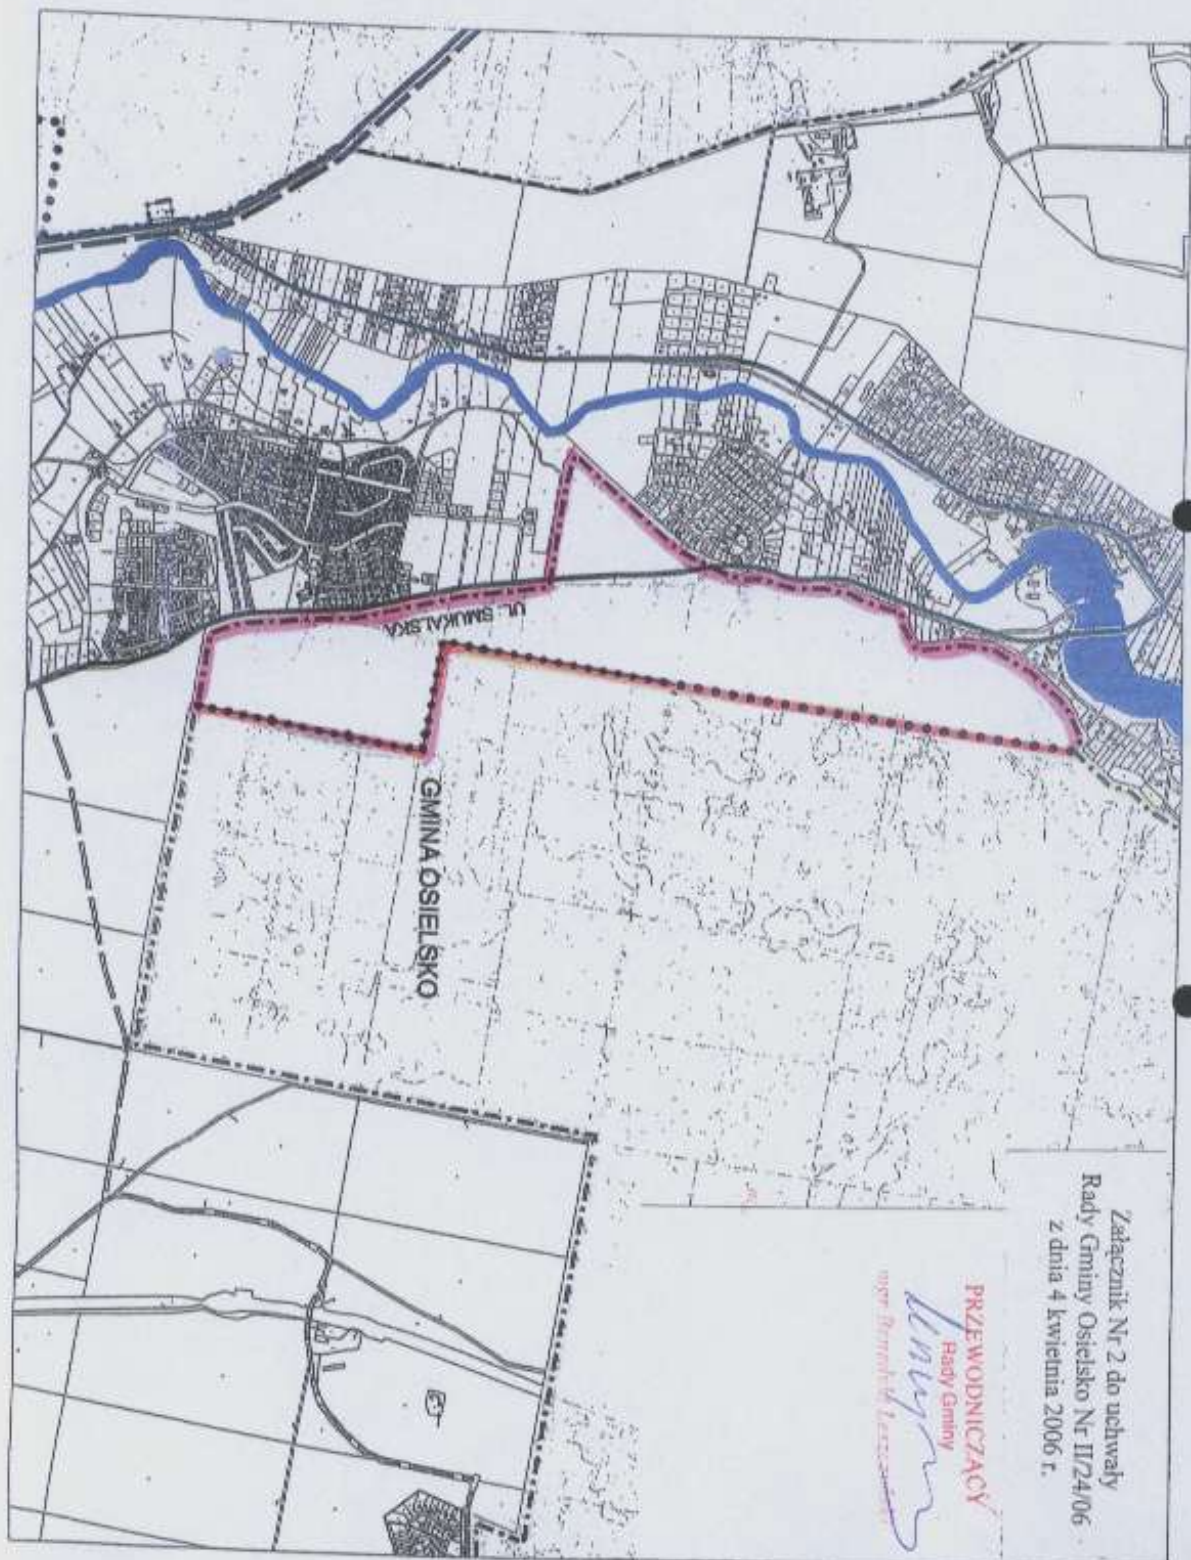 Załącznik Nr 2 do uchwały
Rady Gminy Osielsko Nr II/24/06
z dnia 4 kwietnia 2006 r.
PRZEWODNICZĄCY
Rady Gminy
mgr
GMINA OSIELSKO
UL. SMUKALSKA